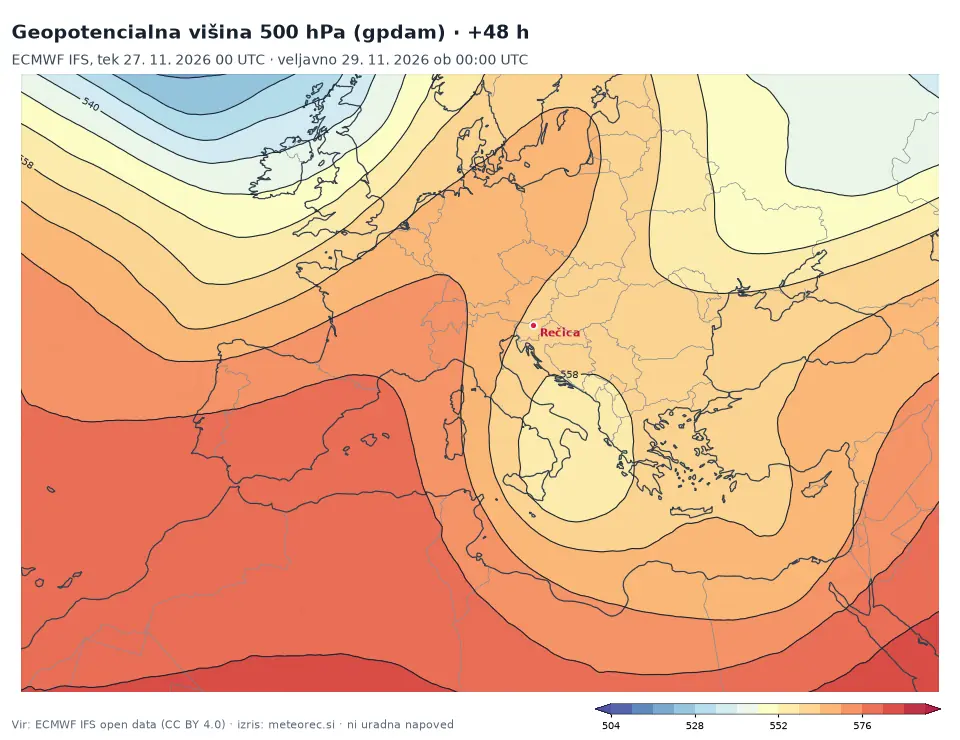 Geopotencialna višina 500 hPa (gpdam) · +48 h
ECMWF IFS, tek 27. 11. 2026 00 UTC · veljavno 29. 11. 2026 ob 00:00 UTC
540
558
Rečica
558
504 528 552 576
Vir: ECMWF IFS open data (CC BY 4.0) · izris: meteorec.si · ni uradna napoved